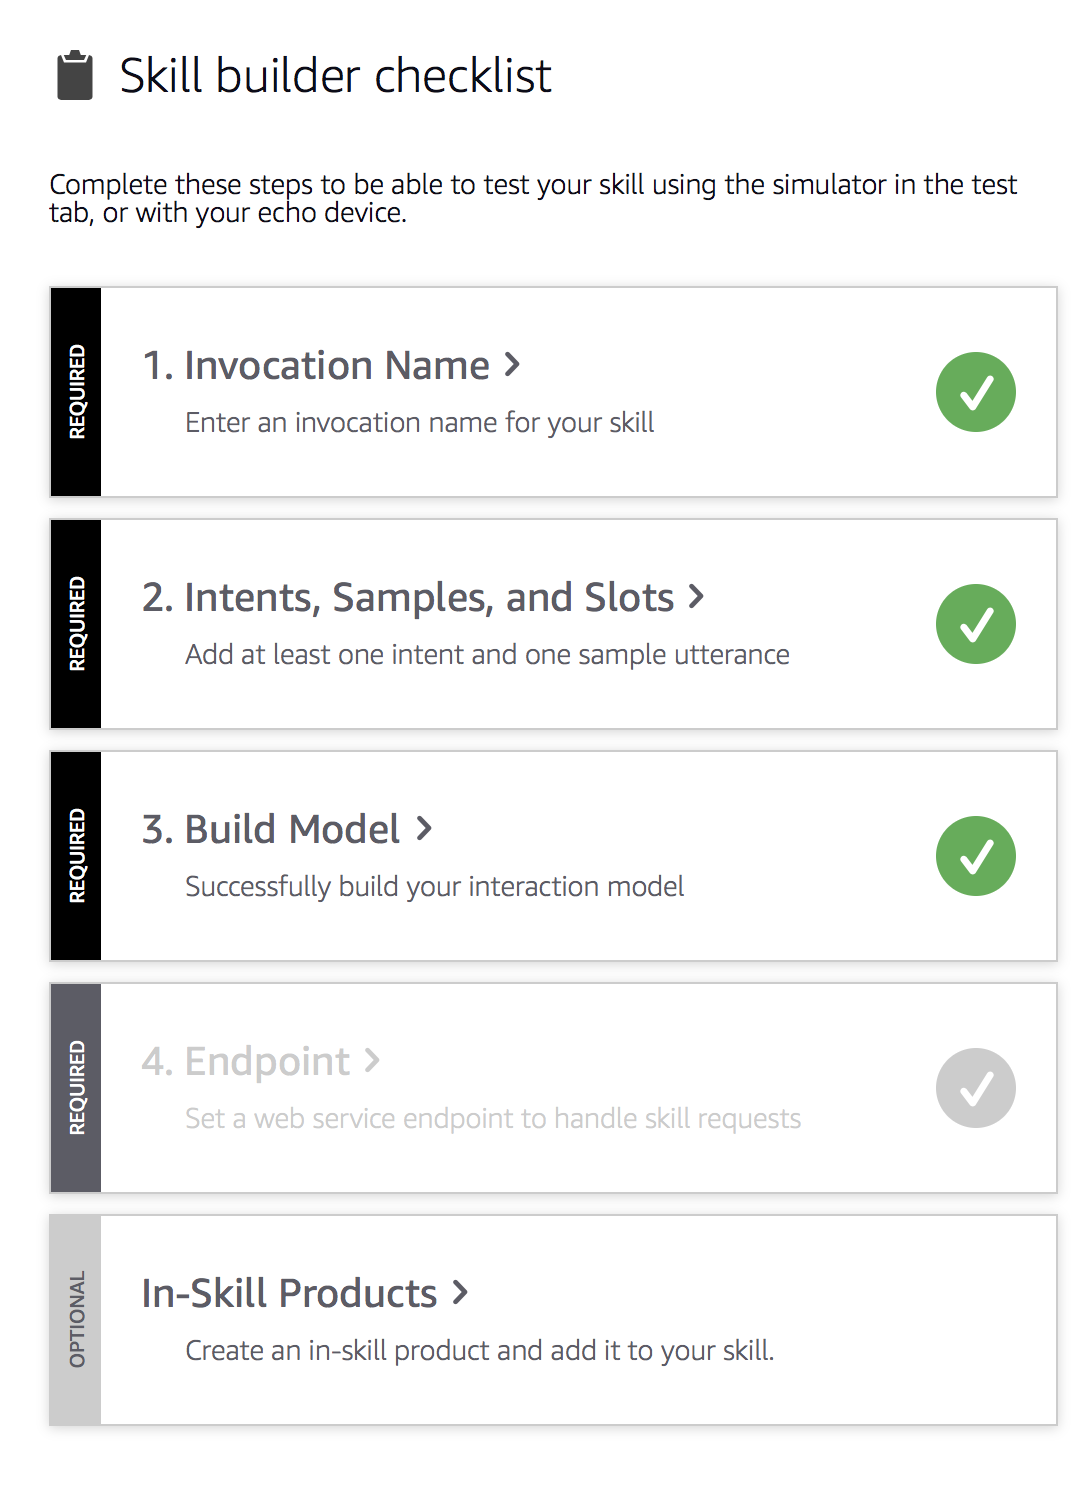 Skill builder checklist
Complete these steps to be able to test your skill using the simulator in the test
tab, or with your echo device.
REQUIRED
1. Invocation Name
Enter an invocation name for your skill
REQUIRED
2. Intents, Samples, and Slots
Add at least one intent and one sample utterance
REQUIRED
3. Build Model
Successfully build your interaction model
REQUIRED
4. Endpoint
Set a web service endpoint to handle skill requests
OPTIONAL
In-Skill Products
Create an in-skill product and add it to your skill.